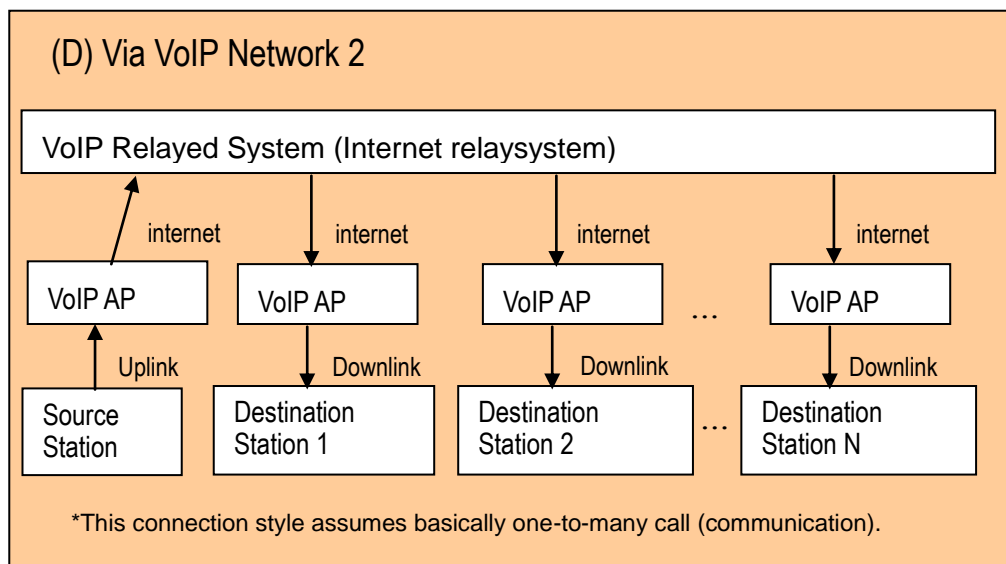 (D) Via VoIP Network 2
VoIP Relayed System (Internet relaysystem)
internet internet internet internet
VoIP AP VoIP AP VoIP AP ... VoIP AP
Uplink Downlink Downlink Downlink
Source Station
Destination Station 1
Destination Station 2
...
Destination Station N
*This connection style assumes basically one-to-many call (communication).